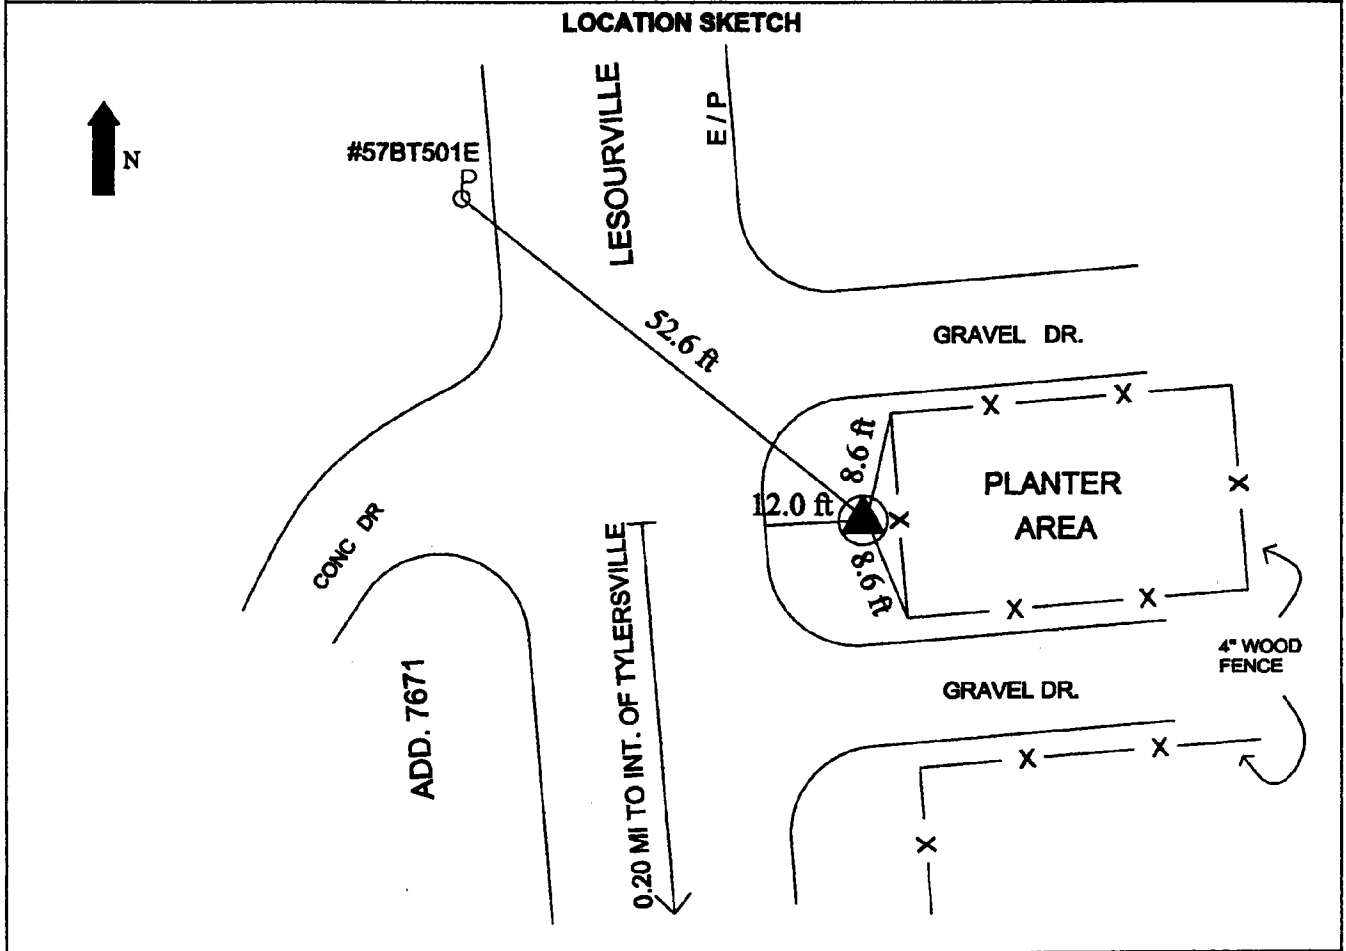 LOCATION SKETCH
N
#57BT501E
P
LESOURVILLE
E / P
52.6 ft
GRAVEL DR.
X
X
8.6 ft
12.0 ft
X
PLANTER
AREA
X
CONC DR
8.6 ft
X
X
4" WOOD
FENCE
ADD. 7671
0.20 MI TO INT. OF TYLERSVILLE
GRAVEL DR.
X
X
X